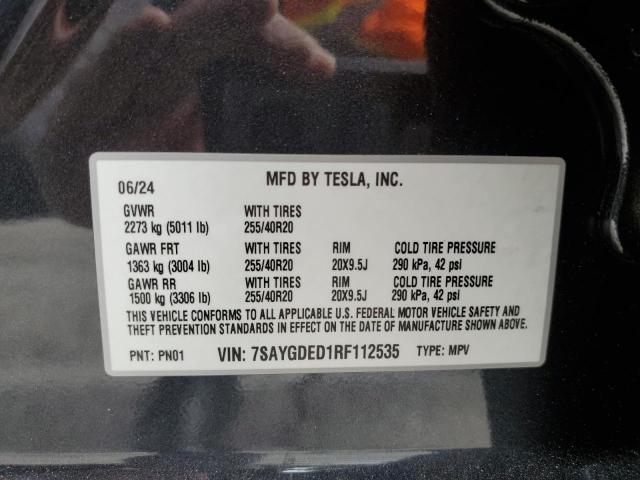 06/24 MFD BY TESLA, INC.
GVWR WITH TIRES
2273 kg (5011 lb) 255/40R20
GAWR FRT WITH TIRES RIM COLD TIRE PRESSURE
1363 kg (3004 lb) 255/40R20 20X9.5J 290 kPa, 42 psi
GAWR RR WITH TIRES RIM COLD TIRE PRESSURE
1500 kg (3306 lb) 255/40R20 20X9.5J 290 kPa, 42 psi
THIS VEHICLE CONFORMS TO ALL APPLICABLE U.S. FEDERAL MOTOR VEHICLE SAFETY AND
THEFT PREVENTION STANDARDS IN EFFECT ON THE DATE OF MANUFACTURE SHOWN ABOVE.
PNT: PN01 VIN: 7SAYGDED1RF112535 TYPE: MPV